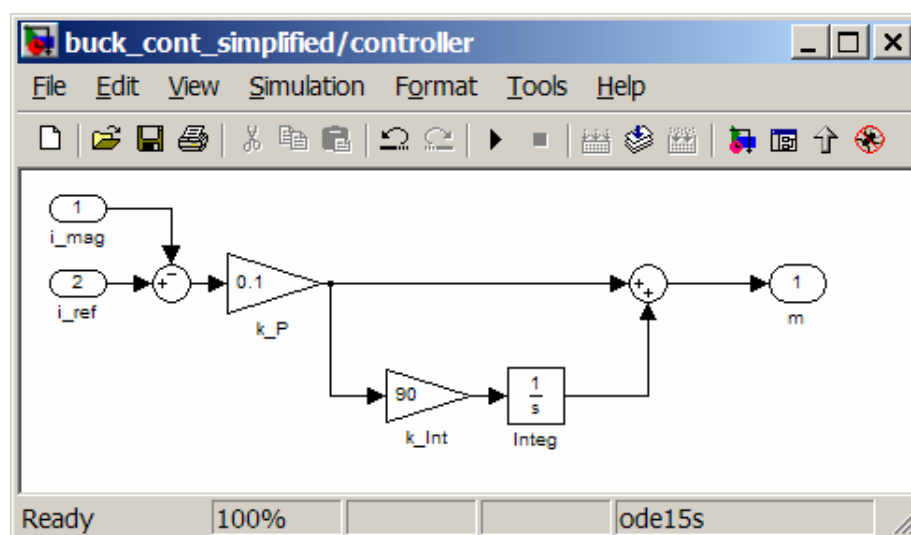 buck_cont_simplified/controller
File Edit View Simulation Format Tools Help
1
i_mag
2
i_ref
−
+
0.1
k_P
+
+
1
m
90
k_Int
1
s
Integ
Ready 100% ode15s